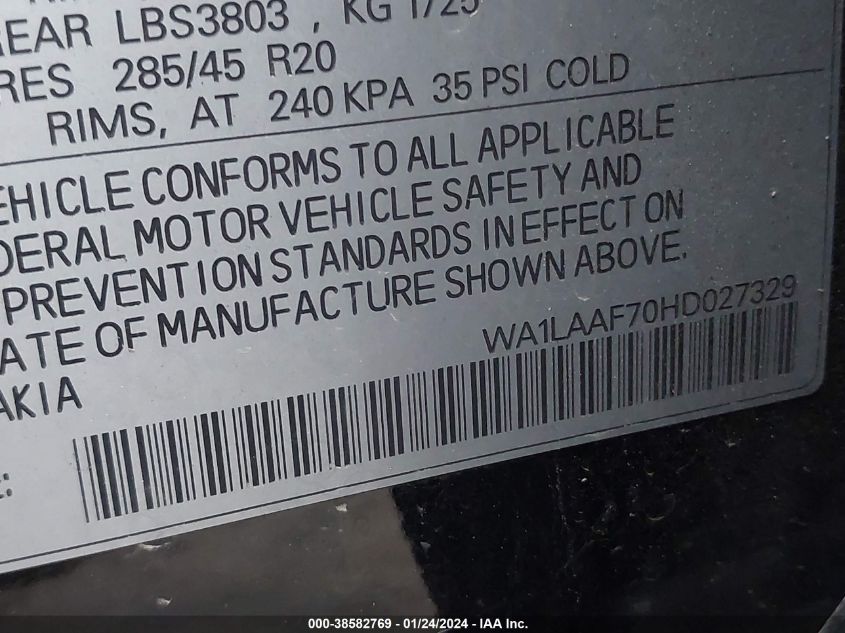 REAR LBS3803 , KG 1725
RES 285/45 R20
RIMS, AT 240 KPA 35 PSI COLD
EHICLE CONFORMS TO ALL APPLICABLE
DERAL MOTOR VEHICLE SAFETY AND
PREVENTION STANDARDS IN EFFECT ON
ATE OF MANUFACTURE SHOWN ABOVE.
WA1LAAF70HD027329
AKIA
000-38582769 - 01/24/2024 - IAA Inc.